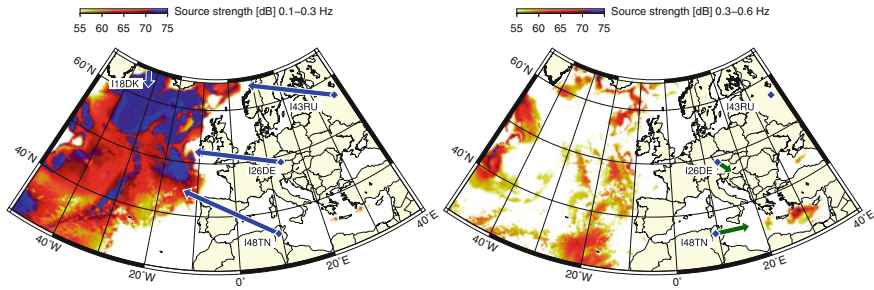 Source strength [dB] 0.1–0.3 Hz
55 60 65 70 75
60°N
40°N
40°W
20°W
0°
20°E
40°E
I18DK
I43RU
I26DE
I48TN
Source strength [dB] 0.3–0.6 Hz
55 60 65 70 75
60°N
40°N
40°W
20°W
0°
20°E
40°E
I43RU
I26DE
I48TN